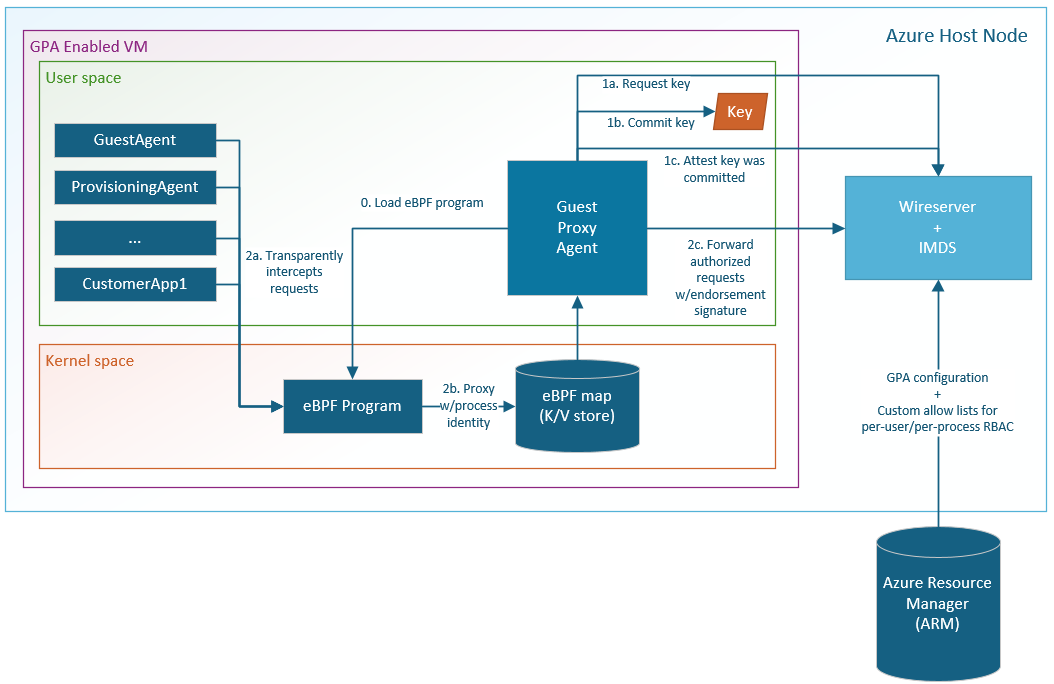 Azure Host Node
GPA Enabled VM
User space
GuestAgent
ProvisioningAgent
...
CustomerApp1
2a. Transparently
intercepts
requests
0. Load eBPF program
1a. Request key
1b. Commit key
Key
1c. Attest key was
committed
Guest
Proxy
Agent
2c. Forward
authorized
requests
w/endorsement
signature
Wireserver
+
IMDS
Kernel space
eBPF Program
2b. Proxy
w/process
identity
eBPF map
(K/V store)
GPA configuration
+
Custom allow lists for
per-user/per-process RBAC
Azure Resource
Manager
(ARM)